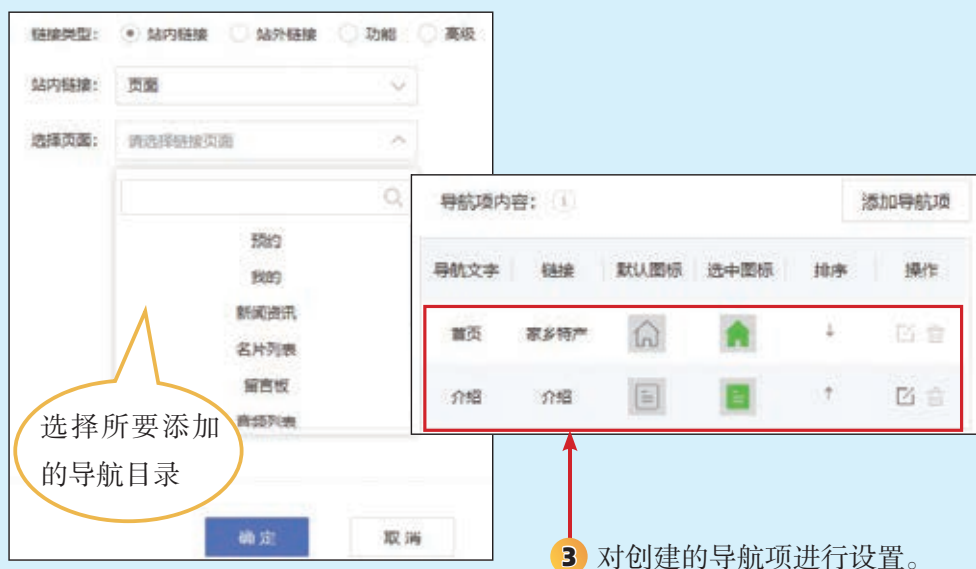 链接类型： 站内链接 站外链接 功能 高级
站内链接： 页面
选择页面： 请选择链接页面
预约
我的
新闻资讯
名片列表
留言板
音频列表
选择所要添加
的导航目录
确定 取消
导航项内容： 添加导航项
导航文字 链接 默认图标 选中图标 排序 操作
首页 家乡特产
介绍 介绍
3 对创建的导航项进行设置。